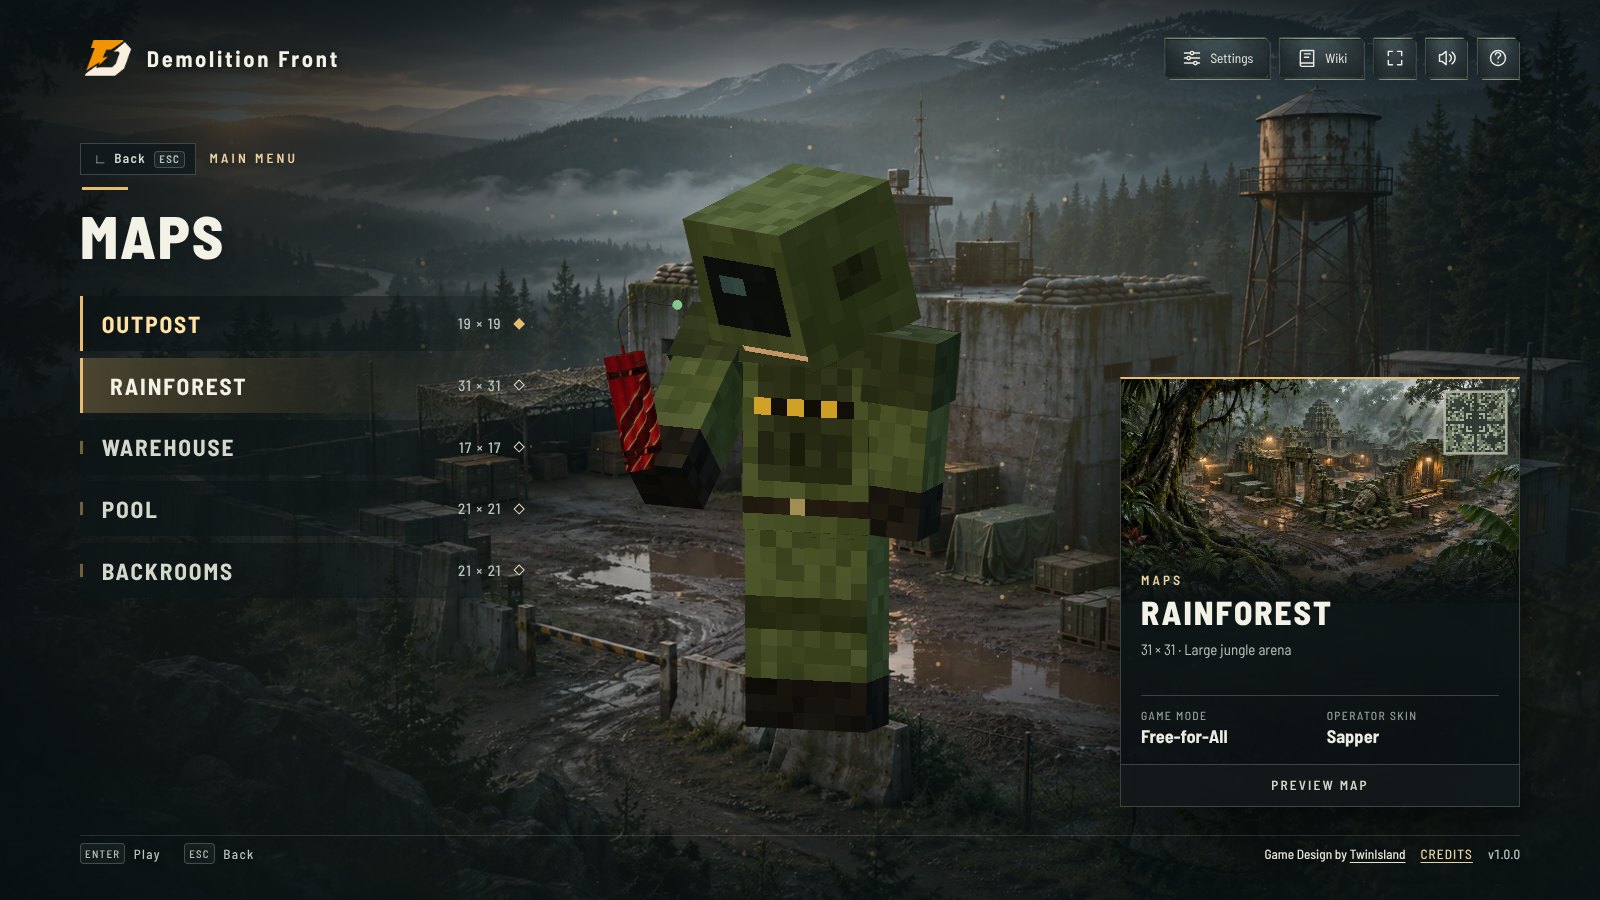 Demolition Front
Settings
Wiki
Back ESC
MAIN MENU
MAPS
OUTPOST 19 × 19
RAINFOREST 31 × 31
WAREHOUSE 17 × 17
POOL 21 × 21
BACKROOMS 21 × 21
MAPS
RAINFOREST
31 × 31 · Large jungle arena
GAME MODE OPERATOR SKIN
Free-for-All Sapper
PREVIEW MAP
ENTER Play ESC Back
Game Design by TwinIsland CREDITS v1.0.0